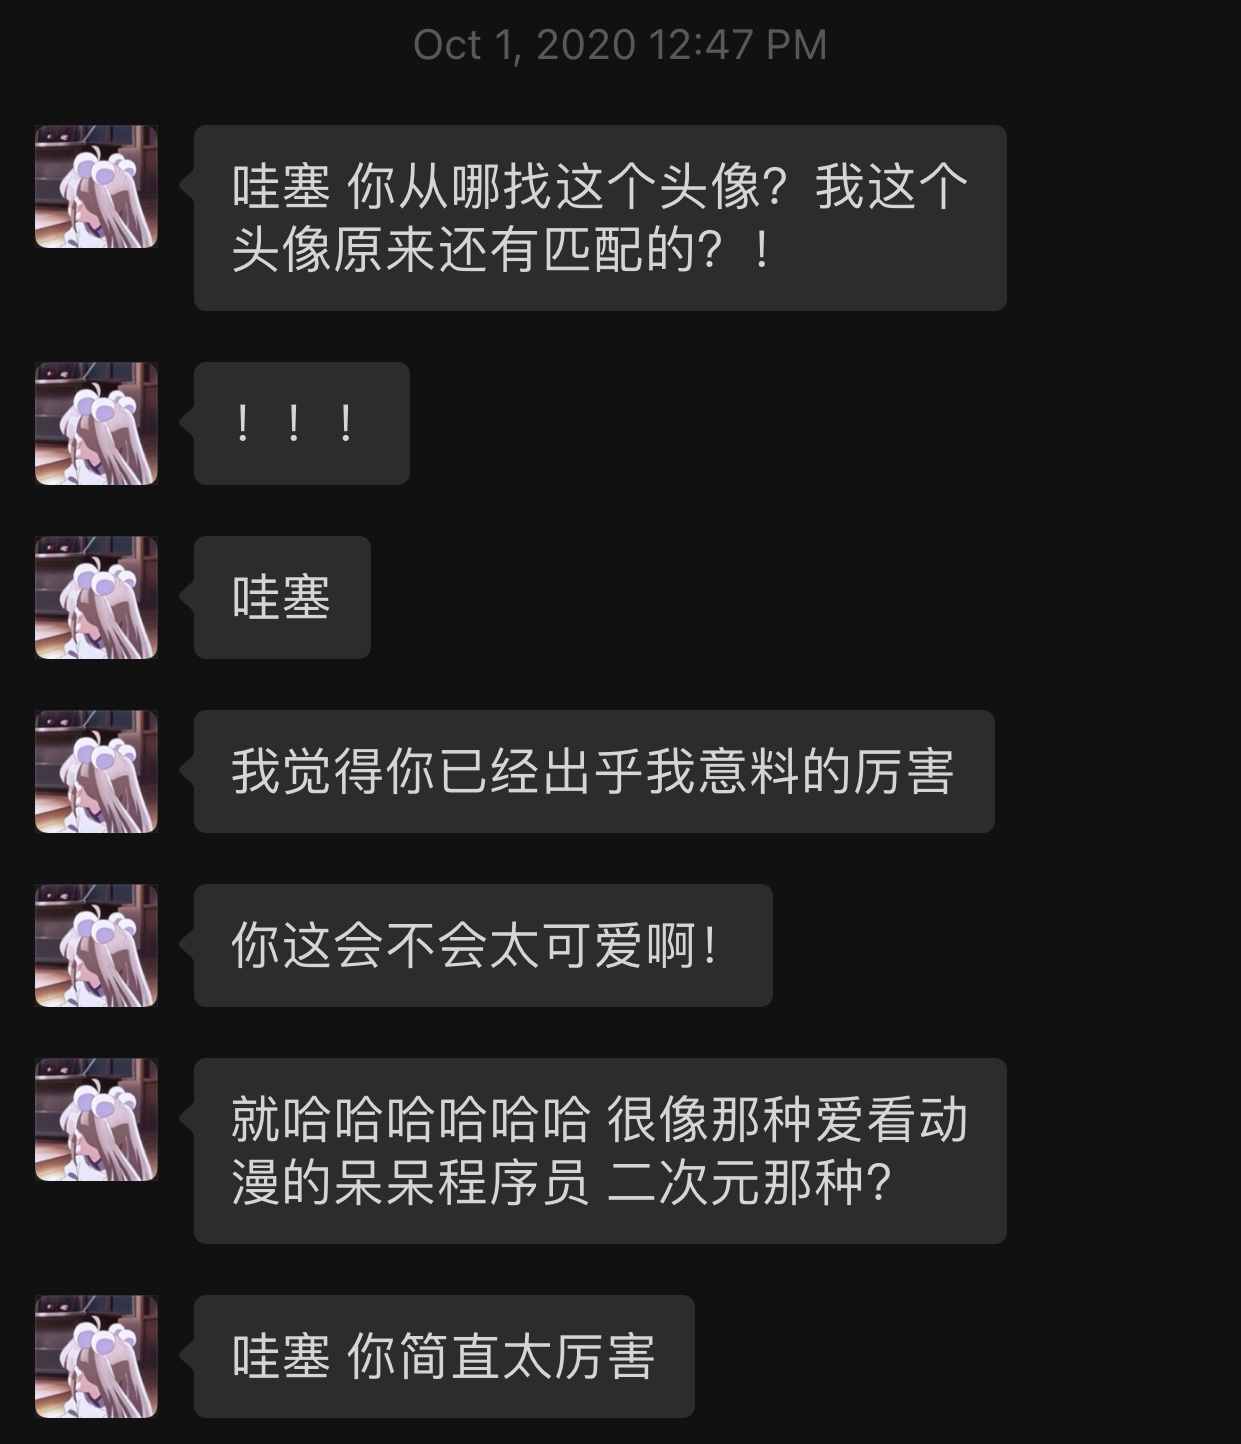 Oct 1, 2020 12:47 PM
哇塞 你从哪找这个头像？我这个
头像原来还有匹配的？！
！！！
哇塞
我觉得你已经出乎我意料的厉害
你这会不会太可爱啊！
就哈哈哈哈哈哈 很像那种爱看动
漫的呆呆程序员 二次元那种？
哇塞 你简直太厉害